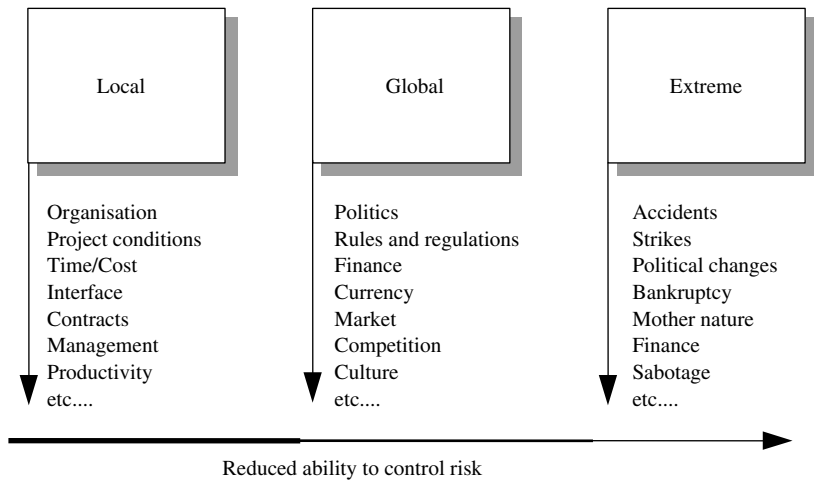 Local
Organisation
Project conditions
Time/Cost
Interface
Contracts
Management
Productivity
etc....
Global
Politics
Rules and regulations
Finance
Currency
Market
Competition
Culture
etc....
Extreme
Accidents
Strikes
Political changes
Bankruptcy
Mother nature
Finance
Sabotage
etc....
Reduced ability to control risk